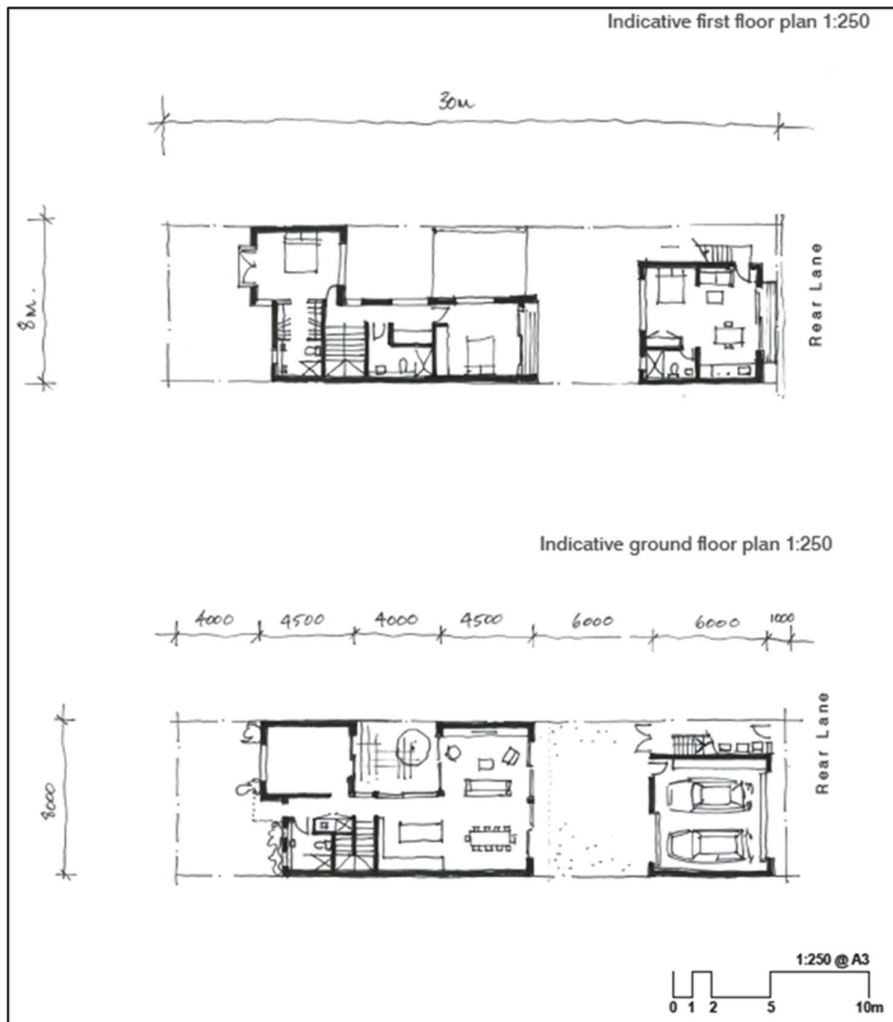 Indicative first floor plan 1:250
30m
8m.
Rear Lane
Indicative ground floor plan 1:250
4000 4500 4000 4500 6000 6000 1000
8000
Rear Lane
1:250 @ A3
0 1 2 5 10m